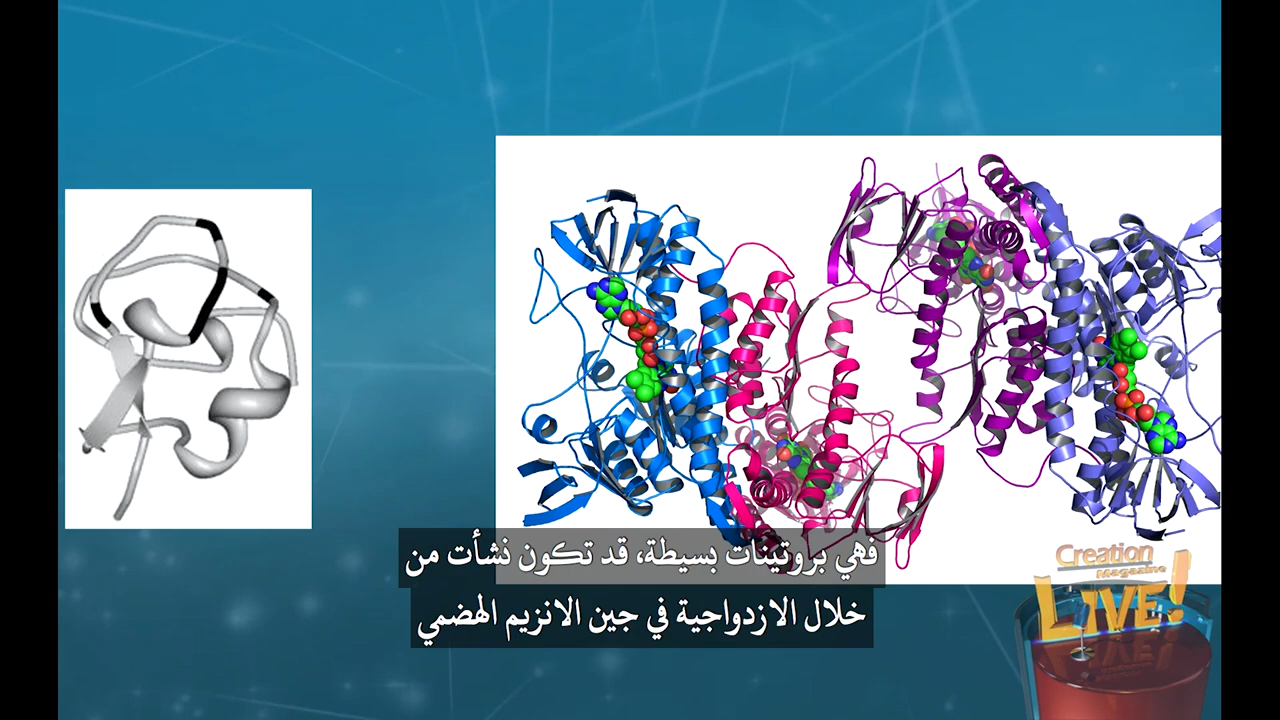 فهي بروتينات بسيطة، قد تكون نشأت من
خلال الازدواجية في جين الانزيم الهضمي
Creation
Magazine
LIVE!